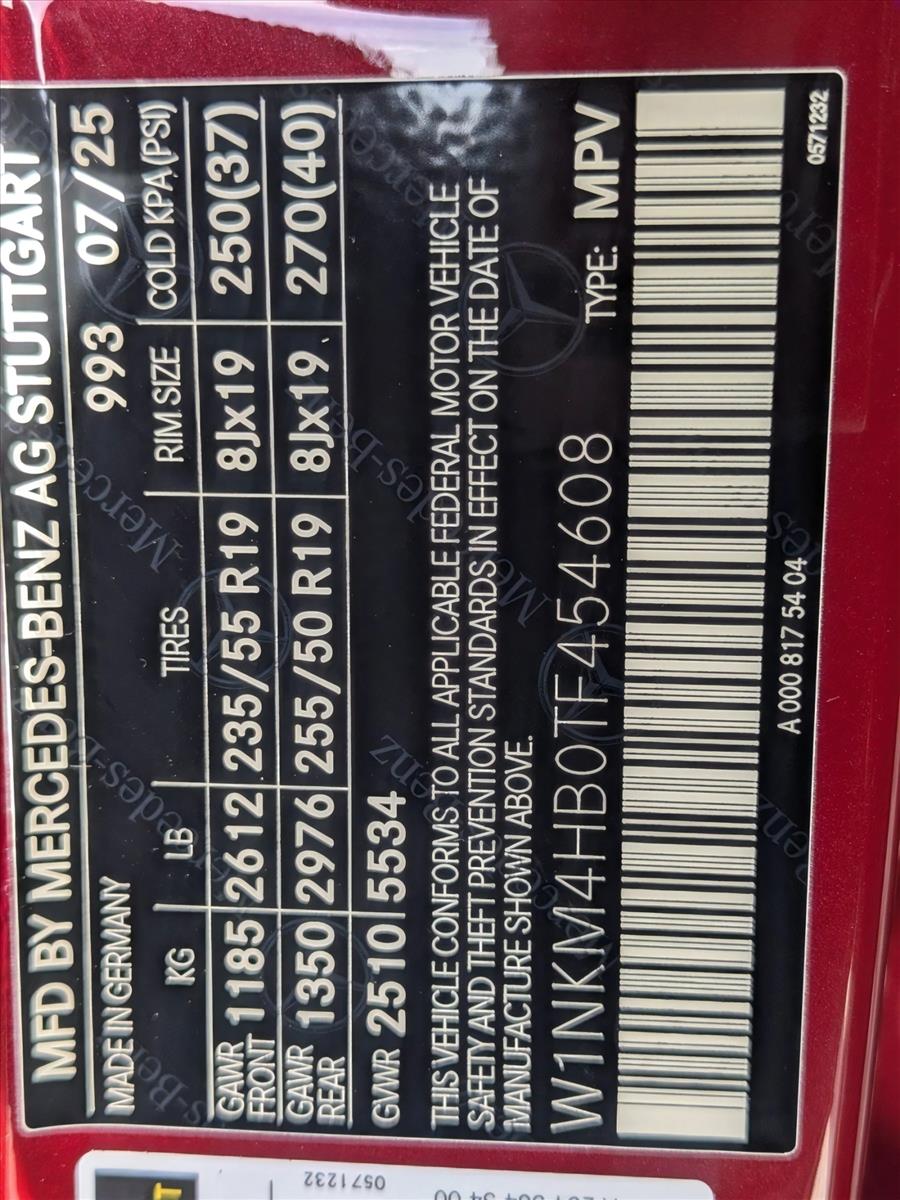 MFD BY MERCEDES-BENZ AG STUTTGART
MADE IN GERMANY 993 07/25
KG LB TIRES RIM SIZE COLD KPA(PSI)
GAWR FRONT 1185 2612 235/55 R19 8Jx19 250(37)
GAWR REAR 1350 2976 255/50 R19 8Jx19 270(40)
GVWR 2510 5534
THIS VEHICLE CONFORMS TO ALL APPLICABLE FEDERAL MOTOR VEHICLE
SAFETY AND THEFT PREVENTION STANDARDS IN EFFECT ON THE DATE OF
MANUFACTURE SHOWN ABOVE.
W1NKM4HB0TF454608 TYPE: MPV
A 000 817 54 04 0571232
0571232